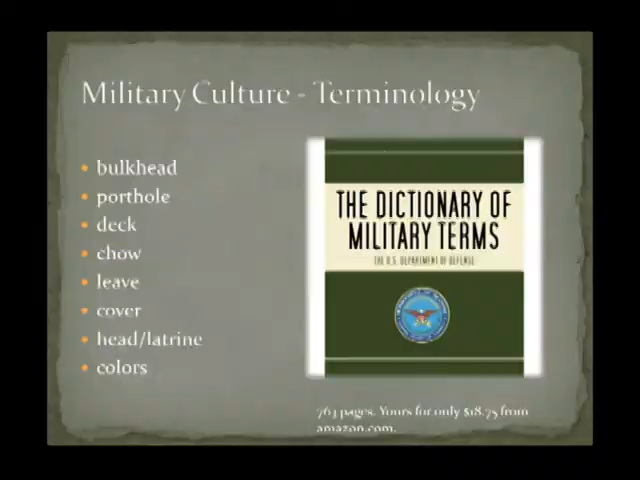 Military Culture - Terminology
bulkhead
porthole
deck
chow
leave
cover
head/latrine
colors
THE DICTIONARY OF
MILITARY TERMS
THE U.S. DEPARTMENT OF DEFENSE
763 pages. Yours for only $18.75 from
amazon.com.